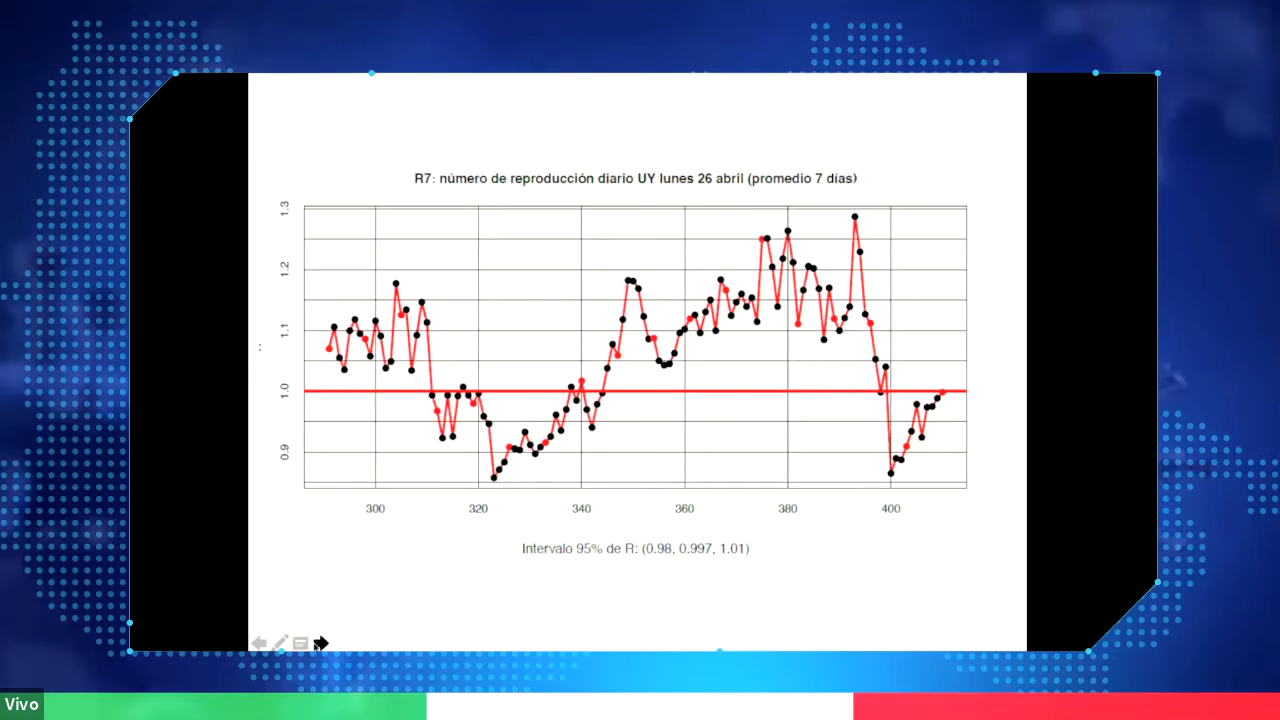 R7: número de reproducción diario UY lunes 26 abril (promedio 7 días)
1.3
1.2
1.1
1.0
0.9
300 320 340 360 380 400
Intervalo 95% de R: (0.98, 0.997, 1.01)
Vivo